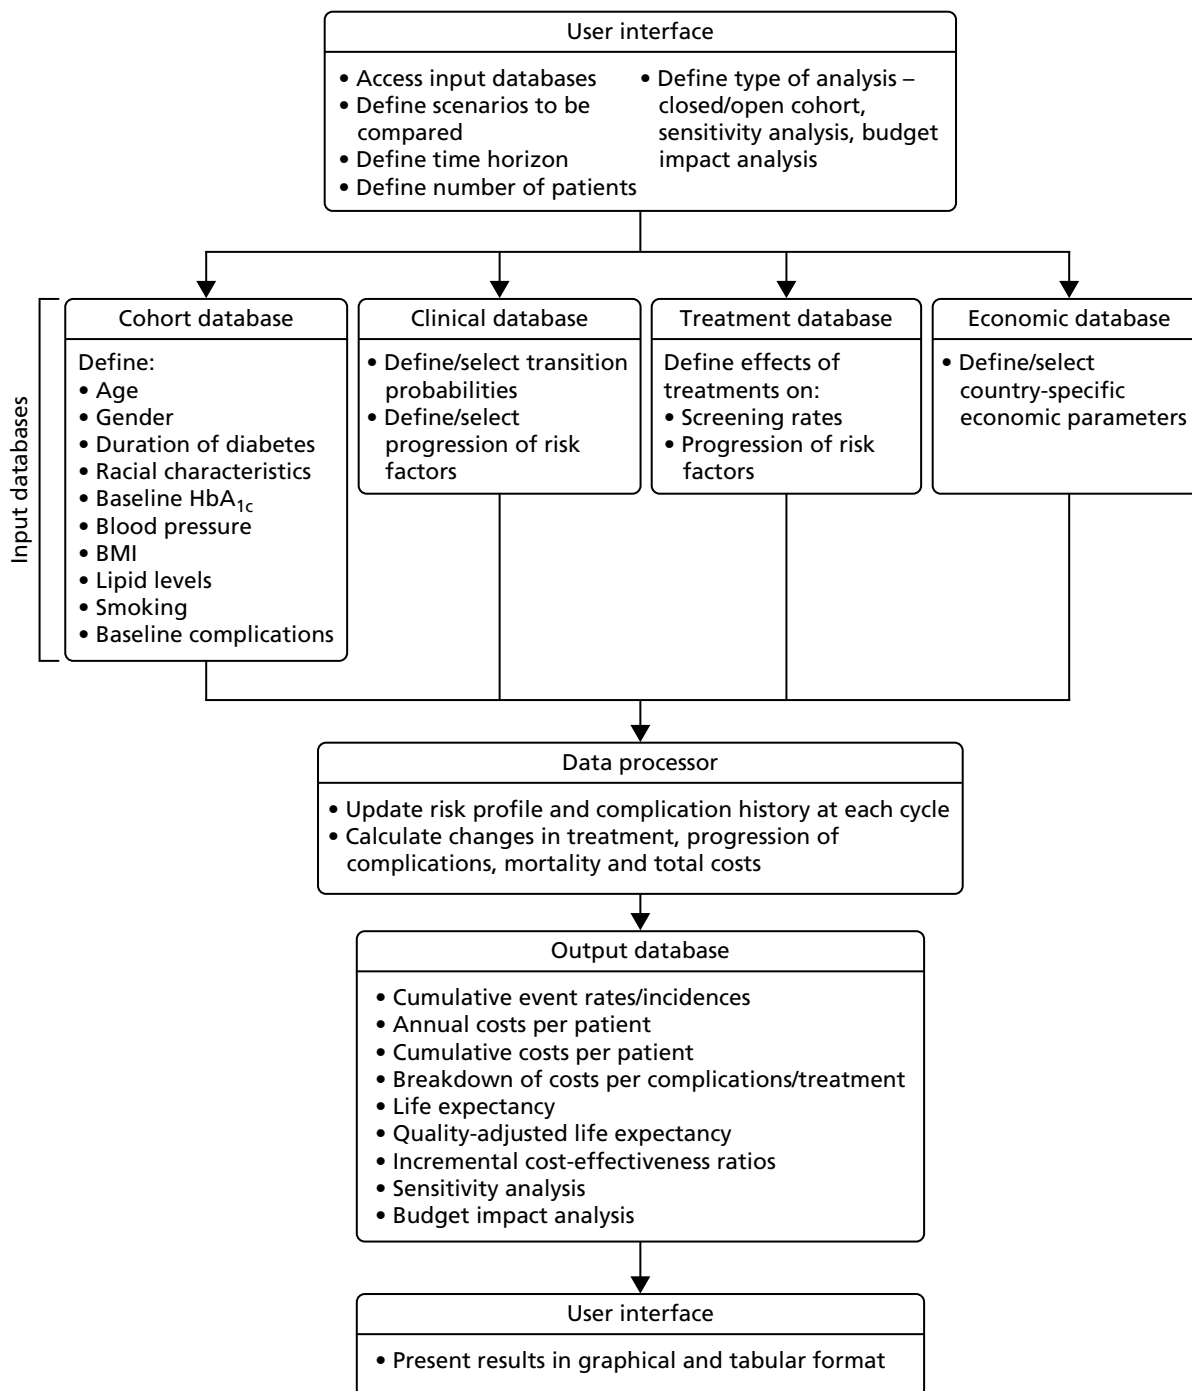 User interface
• Access input databases
• Define scenarios to be
compared
• Define time horizon
• Define number of patients
• Define type of analysis –
closed/open cohort,
sensitivity analysis, budget
impact analysis
Input databases
Cohort database
Define:
• Age
• Gender
• Duration of diabetes
• Racial characteristics
• Baseline HbA1c
• Blood pressure
• BMI
• Lipid levels
• Smoking
• Baseline complications
Clinical database
• Define/select transition
probabilities
• Define/select
progression of risk
factors
Treatment database
Define effects of
treatments on:
• Screening rates
• Progression of risk
factors
Economic database
• Define/select
country-specific
economic parameters
Data processor
• Update risk profile and complication history at each cycle
• Calculate changes in treatment, progression of
complications, mortality and total costs
Output database
• Cumulative event rates/incidences
• Annual costs per patient
• Cumulative costs per patient
• Breakdown of costs per complications/treatment
• Life expectancy
• Quality-adjusted life expectancy
• Incremental cost-effectiveness ratios
• Sensitivity analysis
• Budget impact analysis
User interface
• Present results in graphical and tabular format